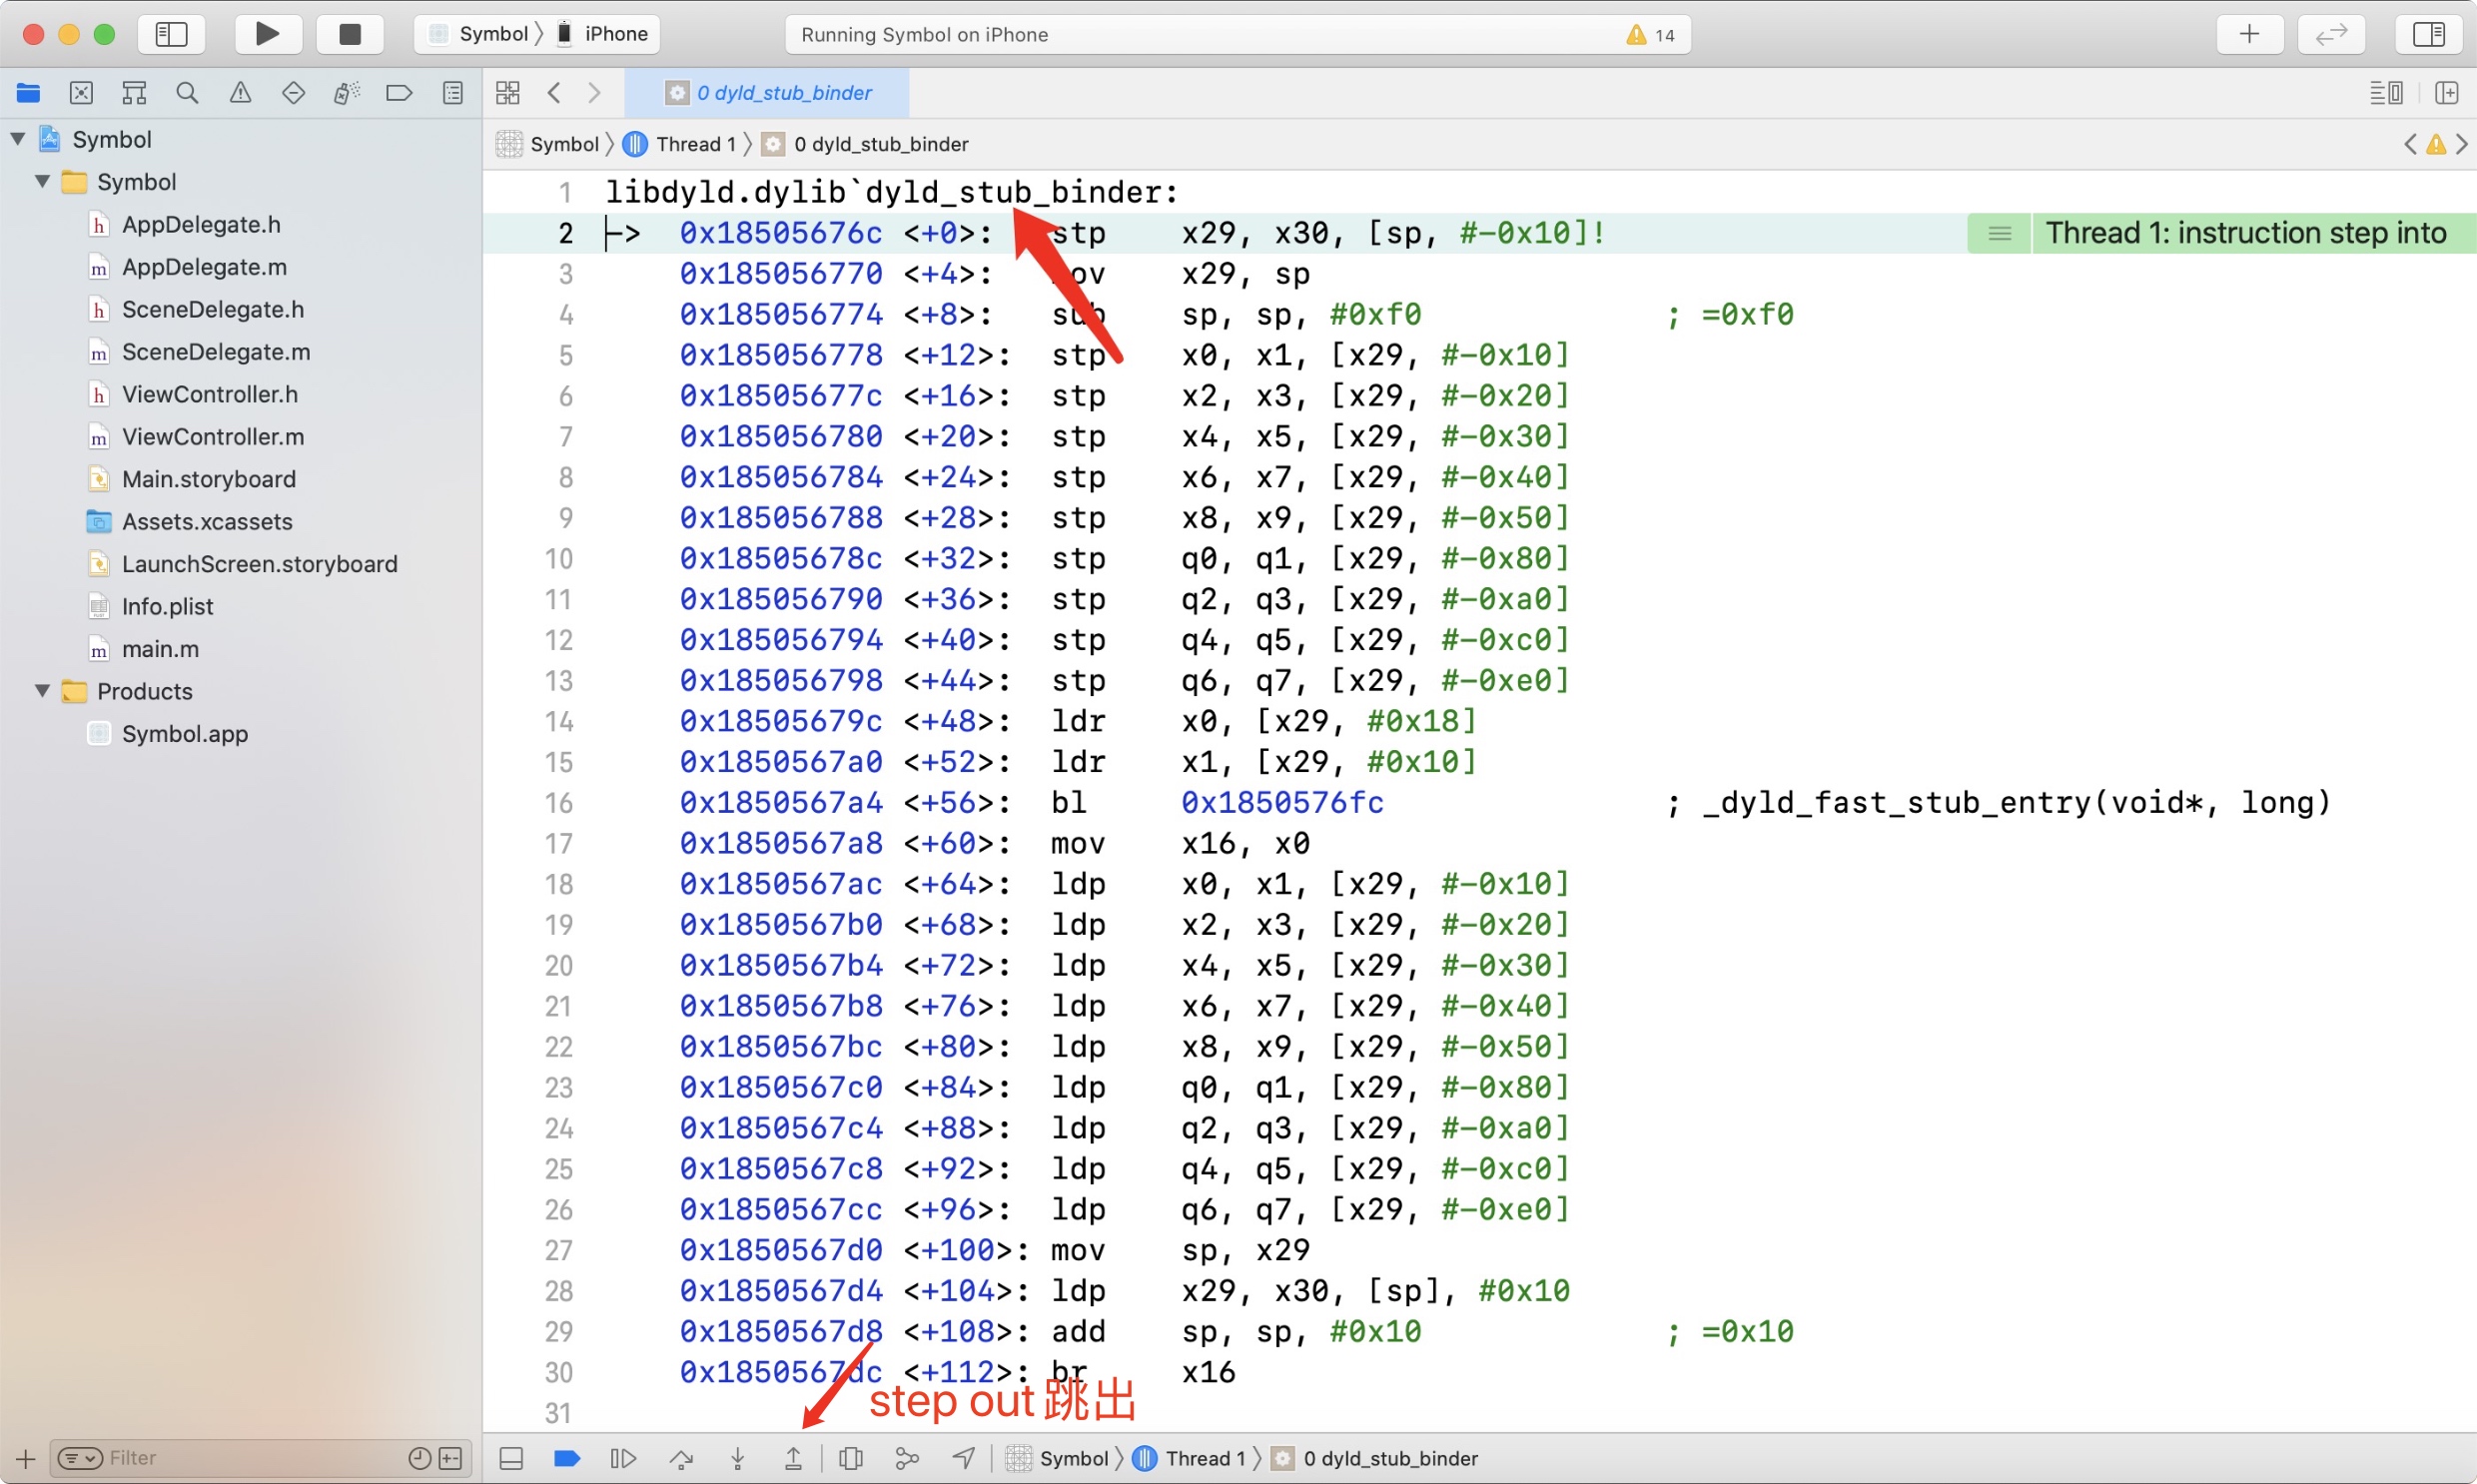 Symbol 〉 iPhone
Running Symbol on iPhone
14
0 dyld_stub_binder
Symbol 〉 Thread 1 〉 0 dyld_stub_binder
Symbol
Symbol
h AppDelegate.h
m AppDelegate.m
h SceneDelegate.h
m SceneDelegate.m
h ViewController.h
m ViewController.m
Main.storyboard
Assets.xcassets
LaunchScreen.storyboard
Info.plist
m main.m
Products
Symbol.app
Filter
1 libdyld.dylib`dyld_stub_binder:
2 -> 0x18505676c <+0>: stp x29, x30, [sp, #-0x10]! Thread 1: instruction step into
3 0x185056770 <+4>: mov x29, sp
4 0x185056774 <+8>: sub sp, sp, #0xf0 ; =0xf0
5 0x185056778 <+12>: stp x0, x1, [x29, #-0x10]
6 0x18505677c <+16>: stp x2, x3, [x29, #-0x20]
7 0x185056780 <+20>: stp x4, x5, [x29, #-0x30]
8 0x185056784 <+24>: stp x6, x7, [x29, #-0x40]
9 0x185056788 <+28>: stp x8, x9, [x29, #-0x50]
10 0x18505678c <+32>: stp q0, q1, [x29, #-0x80]
11 0x185056790 <+36>: stp q2, q3, [x29, #-0xa0]
12 0x185056794 <+40>: stp q4, q5, [x29, #-0xc0]
13 0x185056798 <+44>: stp q6, q7, [x29, #-0xe0]
14 0x18505679c <+48>: ldr x0, [x29, #0x18]
15 0x1850567a0 <+52>: ldr x1, [x29, #0x10]
16 0x1850567a4 <+56>: bl 0x1850576fc ; _dyld_fast_stub_entry(void*, long)
17 0x1850567a8 <+60>: mov x16, x0
18 0x1850567ac <+64>: ldp x0, x1, [x29, #-0x10]
19 0x1850567b0 <+68>: ldp x2, x3, [x29, #-0x20]
20 0x1850567b4 <+72>: ldp x4, x5, [x29, #-0x30]
21 0x1850567b8 <+76>: ldp x6, x7, [x29, #-0x40]
22 0x1850567bc <+80>: ldp x8, x9, [x29, #-0x50]
23 0x1850567c0 <+84>: ldp q0, q1, [x29, #-0x80]
24 0x1850567c4 <+88>: ldp q2, q3, [x29, #-0xa0]
25 0x1850567c8 <+92>: ldp q4, q5, [x29, #-0xc0]
26 0x1850567cc <+96>: ldp q6, q7, [x29, #-0xe0]
27 0x1850567d0 <+100>: mov sp, x29
28 0x1850567d4 <+104>: ldp x29, x30, [sp], #0x10
29 0x1850567d8 <+108>: add sp, sp, #0x10 ; =0x10
30 0x1850567dc <+112>: br x16
31
step out 跳出
Symbol 〉 Thread 1 〉 0 dyld_stub_binder